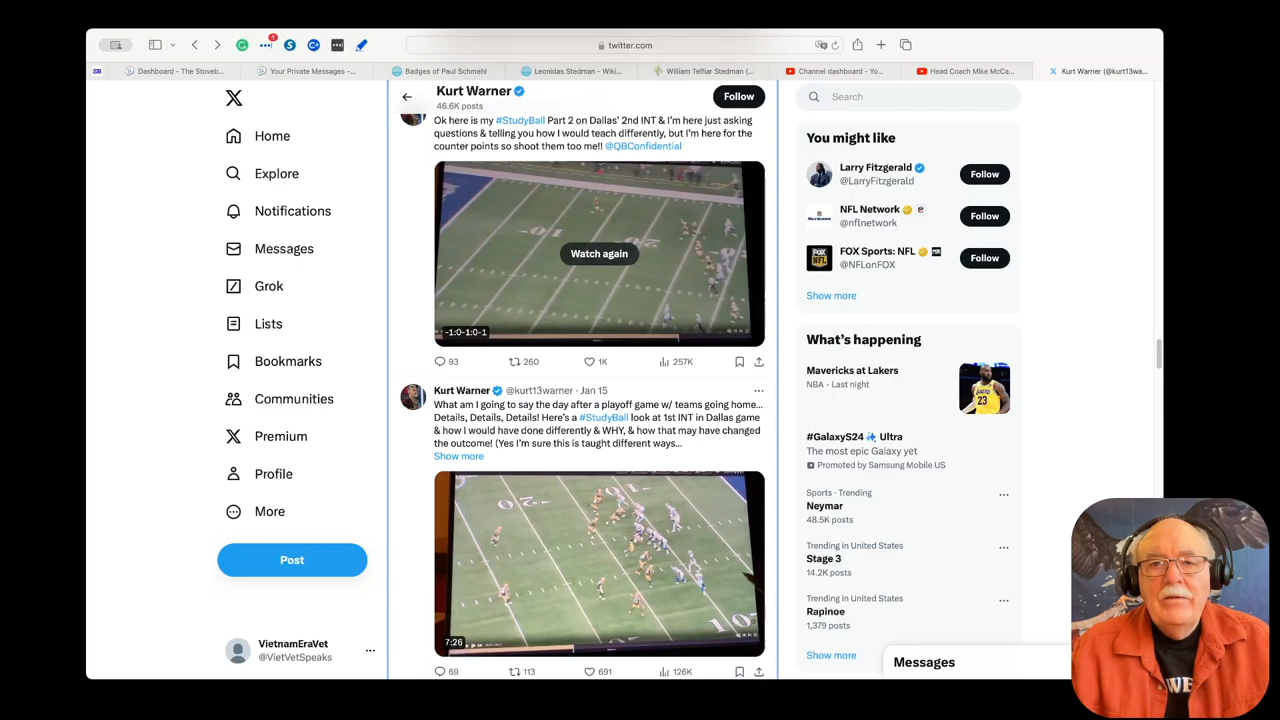 1
twitter.com
SB
Dashboard - The Stoveb...
Your Private Messages -...
Badges of Paul Schmehl
Leonidas Stedman - Wiki...
William Telfiar Stedman (...
Channel dashboard - Yo...
Head Coach Mike McCa...
Kurt Warner (@kurt13wa...
Home
Explore
Notifications
Messages
Grok
Lists
Bookmarks
Communities
Premium
Profile
More
Post
VietnamEraVet
@VietVetSpeaks
Kurt Warner
46.6K posts
Follow
Ok here is my #StudyBall Part 2 on Dallas' 2nd INT & I'm here just asking
questions & telling you how I would teach differently, but I'm here for the
counter points so shoot them too me!! @QBConfidential
Watch again
-1:0-1:0-1
93 260 1K 257K
Kurt Warner @kurt13warner · Jan 15
What am I going to say the day after a playoff game w/ teams going home...
Details, Details, Details! Here's a #StudyBall look at 1st INT in Dallas game
& how I would have done differently & WHY, & how that may have changed
the outcome! (Yes I'm sure this is taught different ways...
Show more
7:26
69 113 691 126K
Search
You might like
Larry Fitzgerald
@LarryFitzgerald
Follow
NFL Network
@nflnetwork
Follow
FOX Sports: NFL
@NFLonFOX
Follow
Show more
What's happening
Mavericks at Lakers
NBA · Last night
#GalaxyS24 Ultra
The most epic Galaxy yet
Promoted by Samsung Mobile US
Sports · Trending
Neymar
48.5K posts
Trending in United States
Stage 3
14.2K posts
Trending in United States
Rapinoe
1,379 posts
Show more
Messages